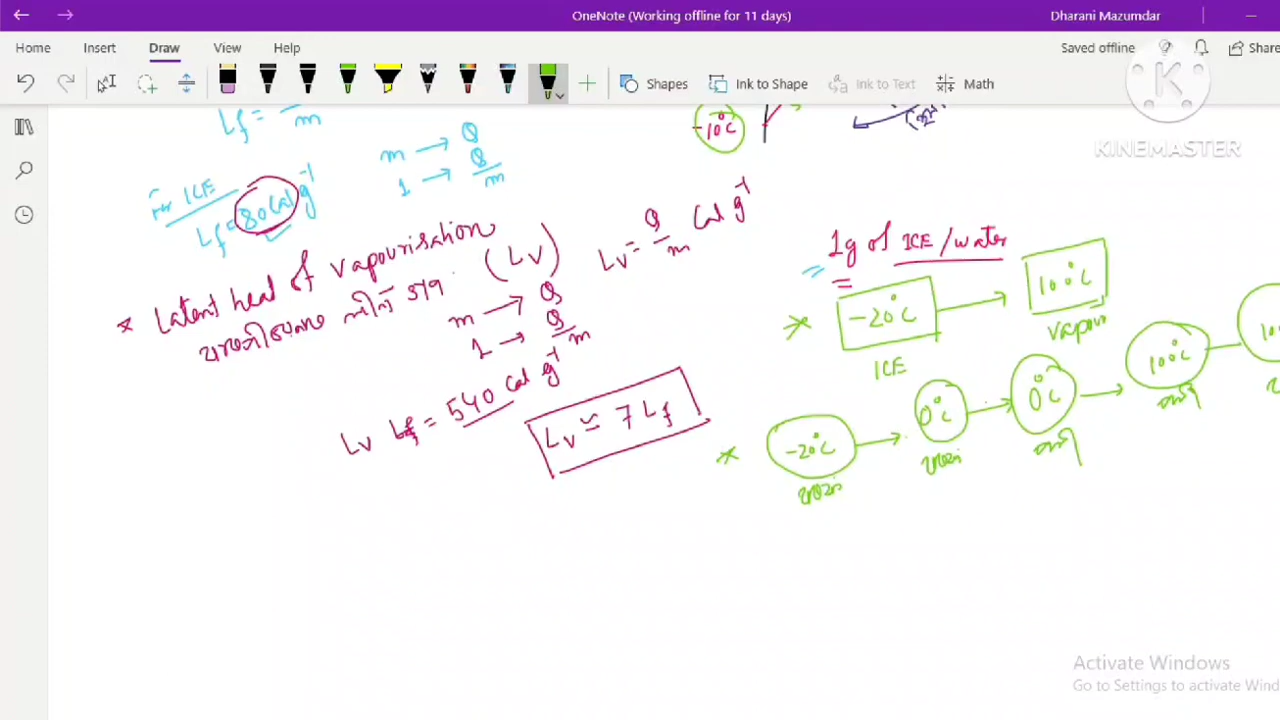 OneNote (Working offline for 11 days)
Dharani Mazumdar
Home Insert Draw View Help
Saved offline
Share
Shapes
Ink to Shape
Ink to Text
Math
K
KINEMASTER
Lf = m
m → Q
1 → Q/m
-10°C
For ICE
Lf = 80 Cal g⁻¹
* Latent heat of vapourisation (Lv)
Lv = Q/m Cal g⁻¹
m → Q
1 → Q/m
Lv = 540 Cal g⁻¹
Lv ≃ 7 Lf
1g of ICE/water
* -20°C → 100°C
ICE
vapour
* -20°C → 0°C → 0°C → 100°C
Activate Windows
Go to Settings to activate Wind